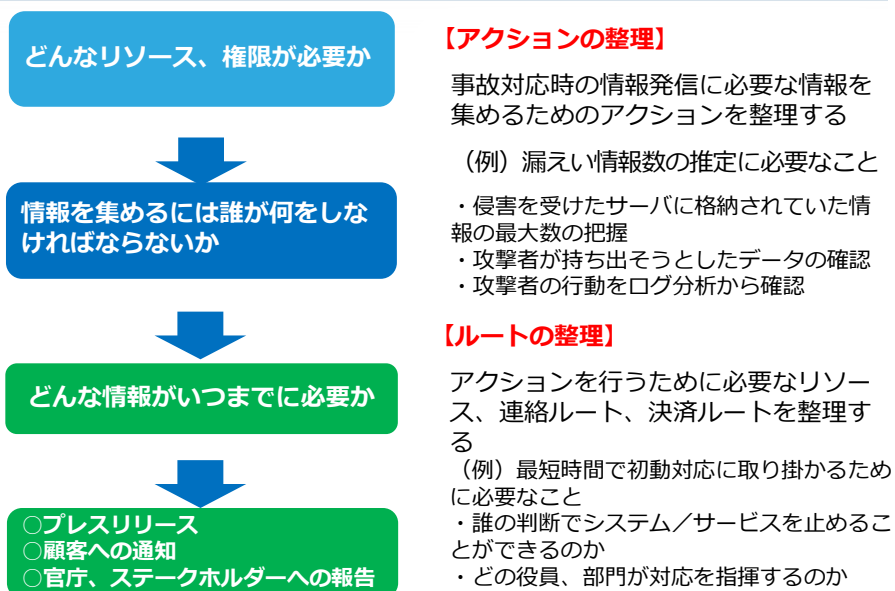 どんなリソース、権限が必要か
情報を集めるには誰が何をしな
ければならないか
どんな情報がいつまでに必要か
○プレスリリース
○顧客への通知
○官庁、ステークホルダーへの報告
【アクションの整理】
事故対応時の情報発信に必要な情報を
集めるためのアクションを整理する
（例）漏えい情報数の推定に必要なこと
・侵害を受けたサーバに格納されていた情
報の最大数の把握
・攻撃者が持ち出そうとしたデータの確認
・攻撃者の行動をログ分析から確認
【ルートの整理】
アクションを行うために必要なリソー
ス、連絡ルート、決済ルートを整理す
る
（例）最短時間で初動対応に取り掛かるため
に必要なこと
・誰の判断でシステム／サービスを止めるこ
とができるのか
・どの役員、部門が対応を指揮するのか